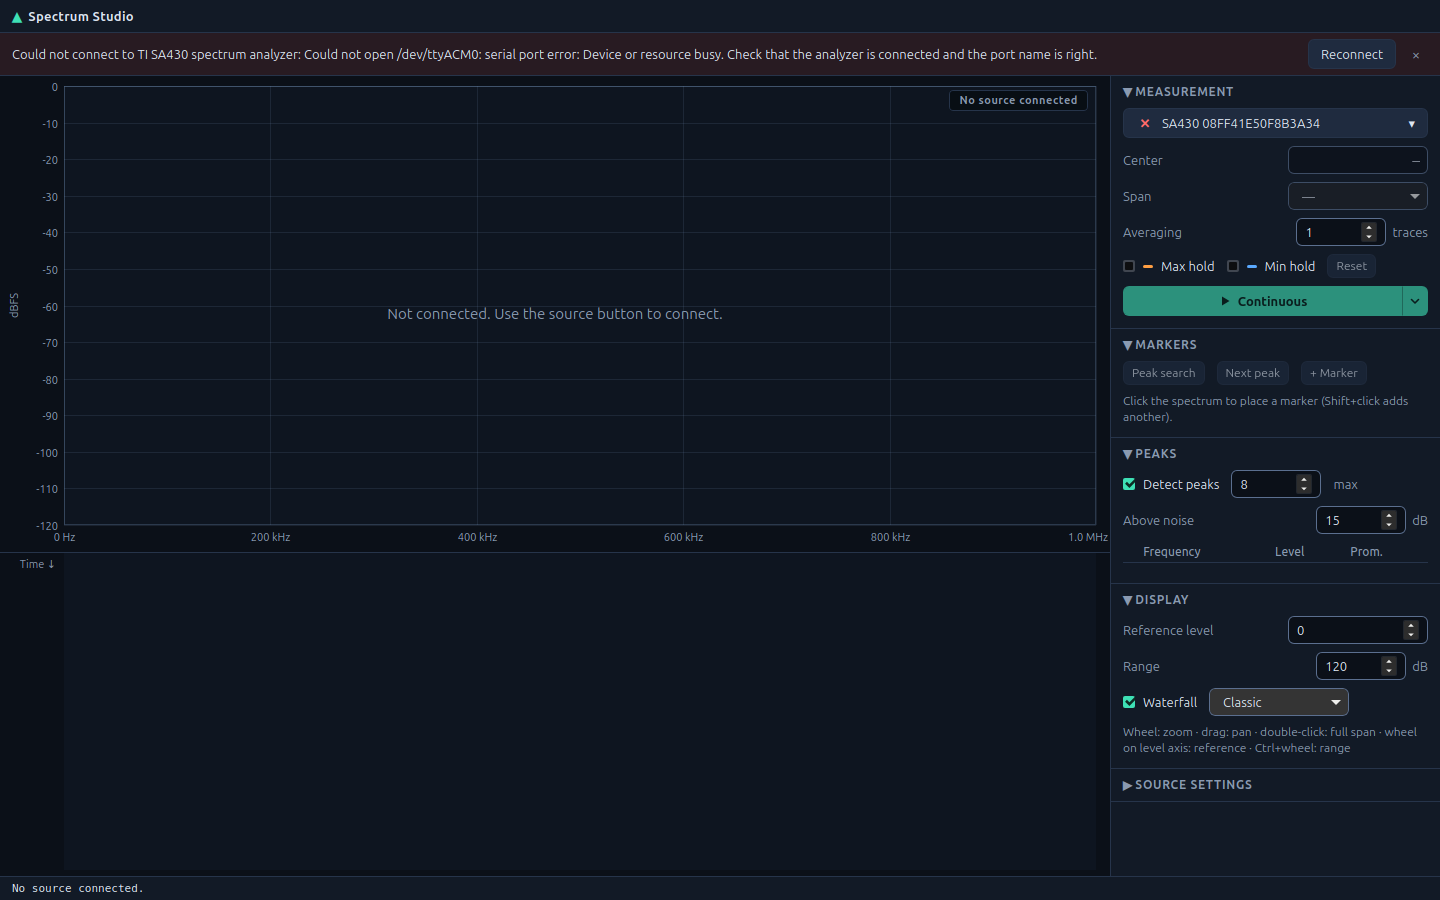 Spectrum Studio
Could not connect to TI SA430 spectrum analyzer: Could not open /dev/ttyACM0: serial port error: Device or resource busy. Check that the analyzer is connected and the port name is right.
Reconnect ×
No source connected
0
-10
-20
-30
-40
-50
-60
-70
-80
-90
-100
-110
-120
dBFS
Not connected. Use the source button to connect.
0 Hz 200 kHz 400 kHz 600 kHz 800 kHz 1.0 MHz
Time ↓
▼ MEASUREMENT
× SA430 08FF41E50F8B3A34 ▼
Center –
Span —
Averaging 1 traces
Max hold Min hold Reset
▶ Continuous
▼ MARKERS
Peak search Next peak + Marker
Click the spectrum to place a marker (Shift+click adds
another).
▼ PEAKS
Detect peaks 8 max
Above noise 15 dB
Frequency Level Prom.
▼ DISPLAY
Reference level 0
Range 120 dB
Waterfall Classic
Wheel: zoom · drag: pan · double-click: full span · wheel
on level axis: reference · Ctrl+wheel: range
▶ SOURCE SETTINGS
No source connected.